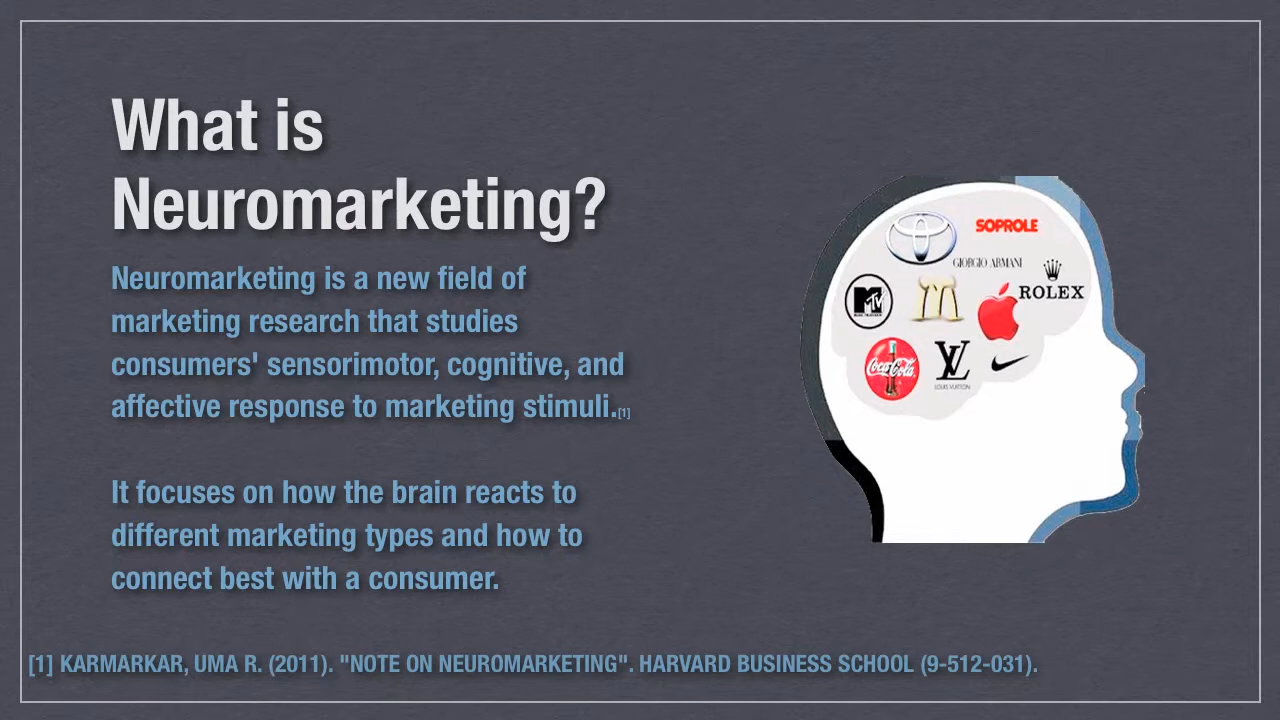 What is
Neuromarketing?
Neuromarketing is a new field of
marketing research that studies
consumers' sensorimotor, cognitive, and
affective response to marketing stimuli.[1]
It focuses on how the brain reacts to
different marketing types and how to
connect best with a consumer.
SOPROLE
GIORGIO ARMANI
ROLEX
MTV
MUSIC TELEVISION
Coca-Cola
LV
LOUIS VUITTON
[1] KARMARKAR, UMA R. (2011). "NOTE ON NEUROMARKETING". HARVARD BUSINESS SCHOOL (9-512-031).